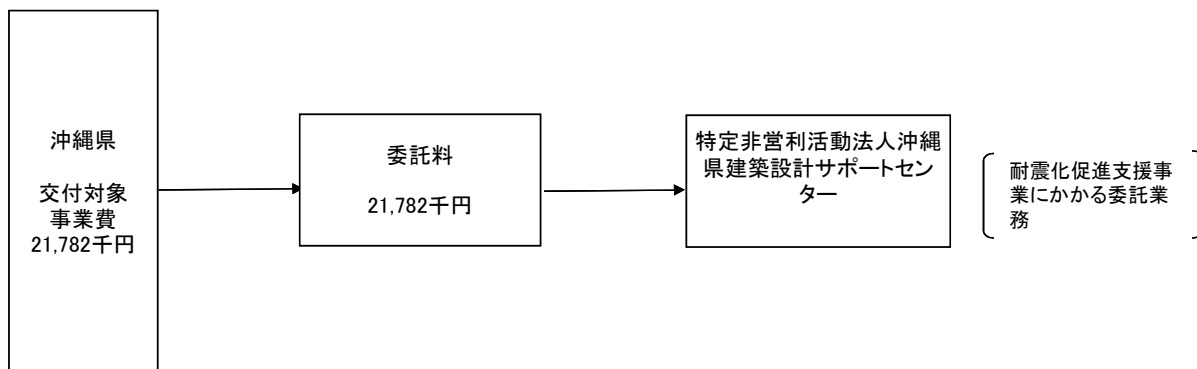 沖縄県
交付対象
事業費
21,782千円
委託料
21,782千円
特定非営利活動法人沖縄
県建築設計サポートセン
ター
耐震化促進支援事
業にかかる委託業
務